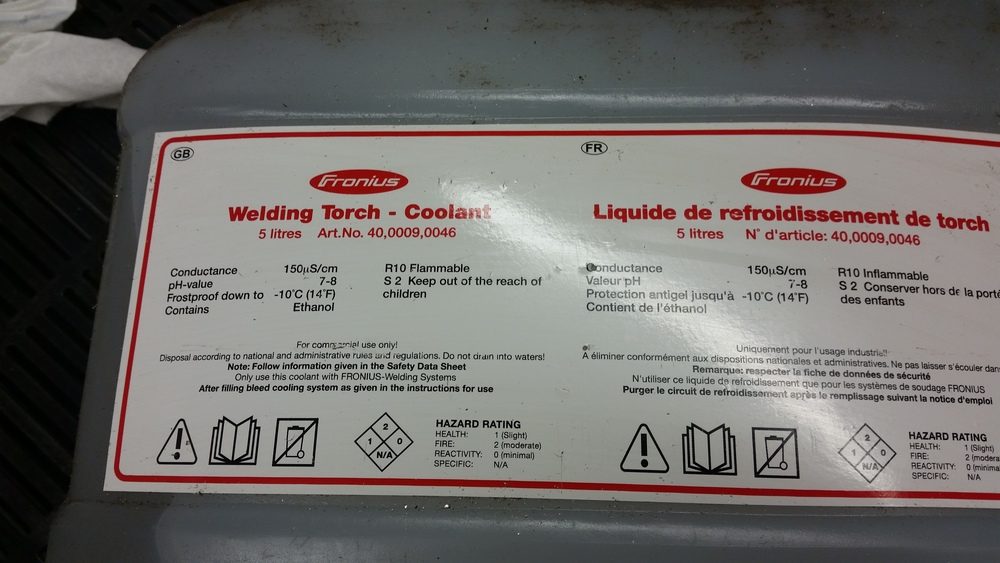 GB
Fronius
Welding Torch - Coolant
5 litres Art.No. 40,0009,0046
Conductance 150µS/cm
pH-value 7-8
Frostproof down to -10°C (14°F)
Contains Ethanol
R10 Flammable
S 2 Keep out of the reach of
children
For commercial use only!
Disposal according to national and administrative rules and regulations. Do not drain into waters!
Note: Follow information given in the Safety Data Sheet
Only use this coolant with FRONIUS-Welding Systems
After filling bleed cooling system as given in the instructions for use
2
1 0
N/A
HAZARD RATING
HEALTH: 1 (Slight)
FIRE: 2 (moderate)
REACTIVITY: 0 (minimal)
SPECIFIC: N/A
FR
Fronius
Liquide de refroidissement de torch
5 litres N° d'article: 40,0009,0046
Conductance 150µS/cm
Valeur pH 7-8
Protection antigel jusqu'à -10°C (14°F)
Contient de l'éthanol
R10 Inflammable
S 2 Conserver hors de la porté
des enfants
Uniquement pour l'usage industriel!
A éliminer conformément aux dispositions nationales et administratives. Ne pas laisser s'écouler dan
Remarque: respecter la fiche de données de sécurité
N'utiliser ce liquide de refroidissement que pour les systèmes de soudage FRONIUS
Purger le circuit de refroidissement après le remplissage suivant la notice d'emploi
2
1 0
N/A
HAZARD RATING
HEALTH: 1 (Slight)
FIRE: 2 (modera
REACTIVITY: 0 (minima
SPECIFIC: N/A